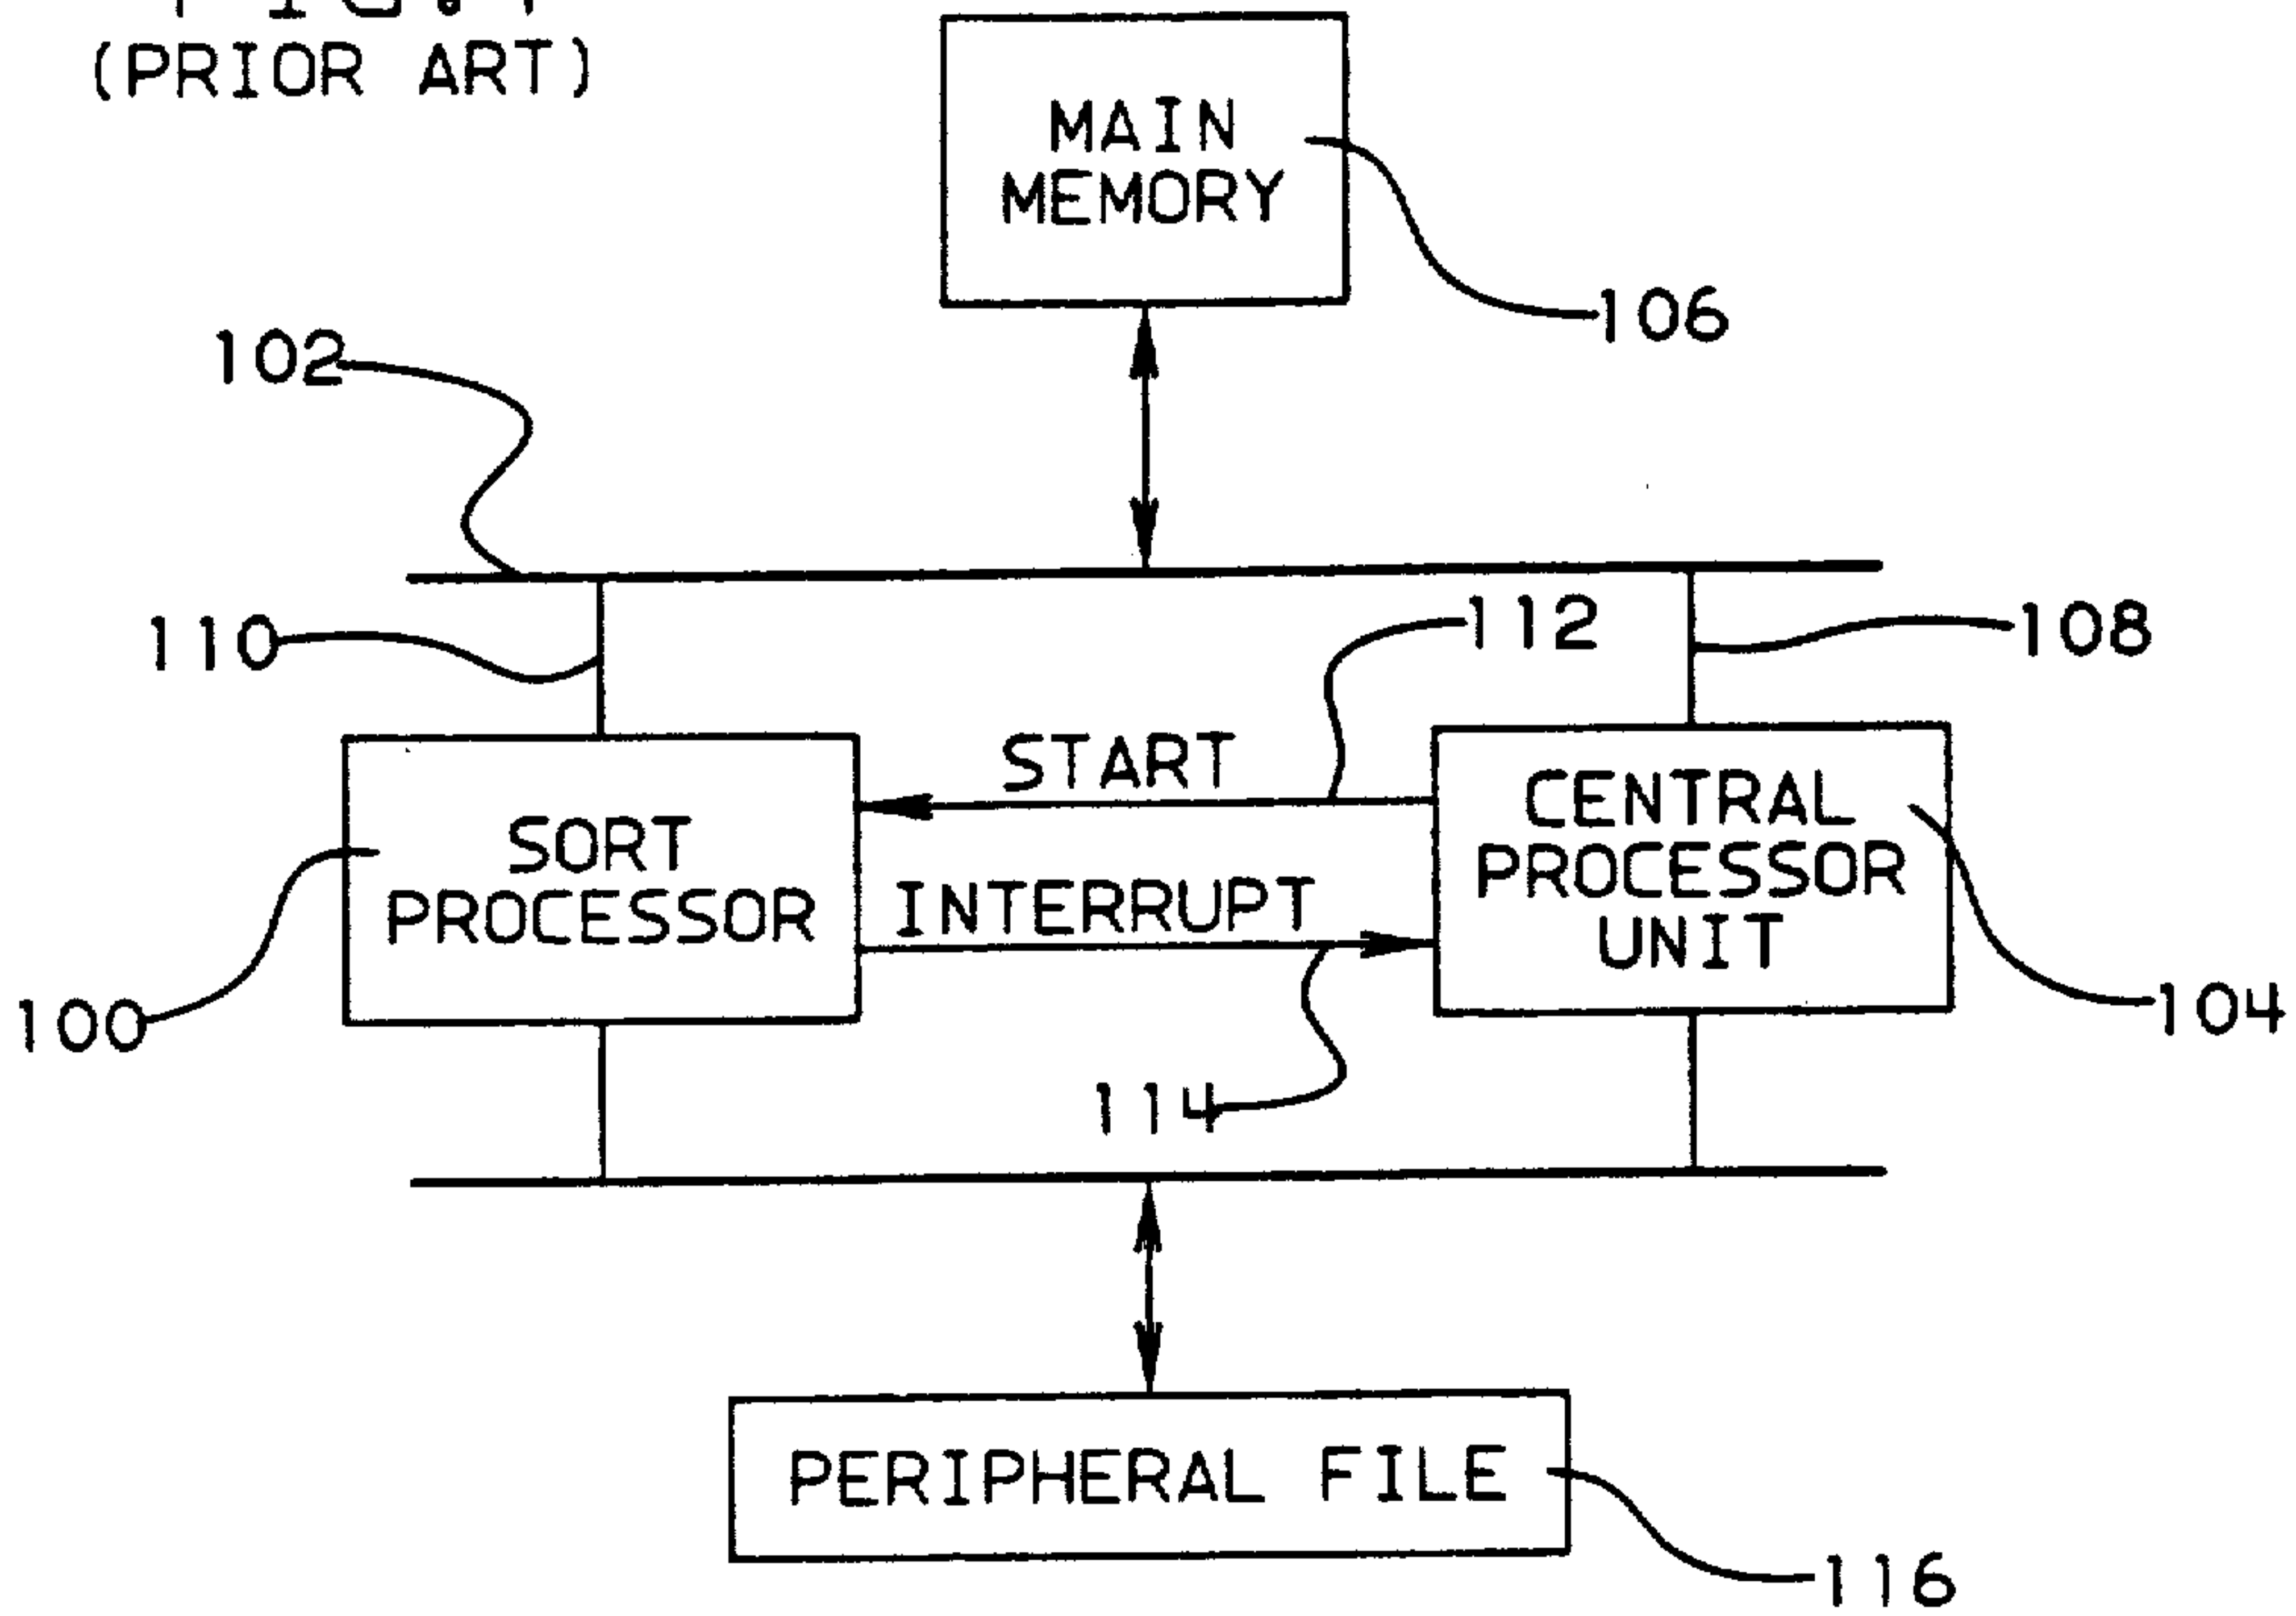 (PRIOR ART)
MAIN
MEMORY
106
102
110
112
108
START
SORT
PROCESSOR
INTERRUPT
CENTRAL
PROCESSOR
UNIT
100
104
114
PERIPHERAL FILE
116